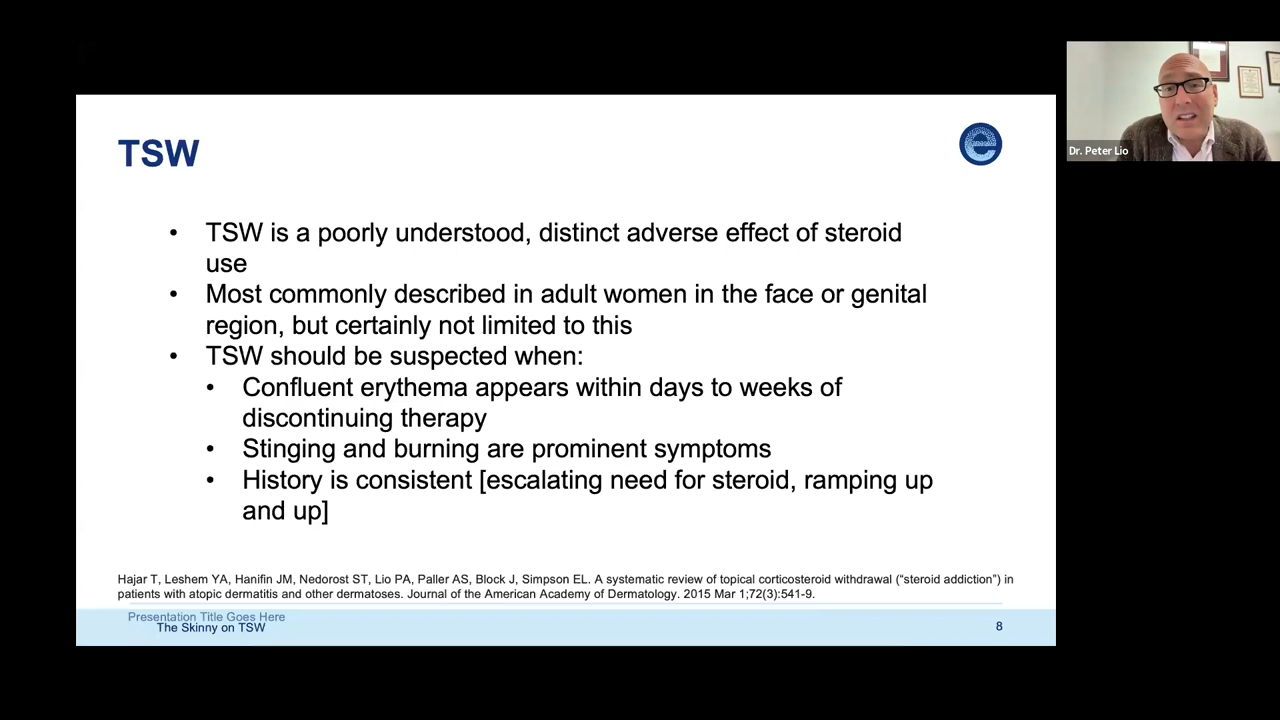 TSW
• TSW is a poorly understood, distinct adverse effect of steroid
use
• Most commonly described in adult women in the face or genital
region, but certainly not limited to this
• TSW should be suspected when:
• Confluent erythema appears within days to weeks of
discontinuing therapy
• Stinging and burning are prominent symptoms
• History is consistent [escalating need for steroid, ramping up
and up]
Hajar T, Leshem YA, Hanifin JM, Nedorost ST, Lio PA, Paller AS, Block J, Simpson EL. A systematic review of topical corticosteroid withdrawal (“steroid addiction”) in
patients with atopic dermatitis and other dermatoses. Journal of the American Academy of Dermatology. 2015 Mar 1;72(3):541-9.
Presentation Title Goes Here
The Skinny on TSW
8
Dr. Peter Lio